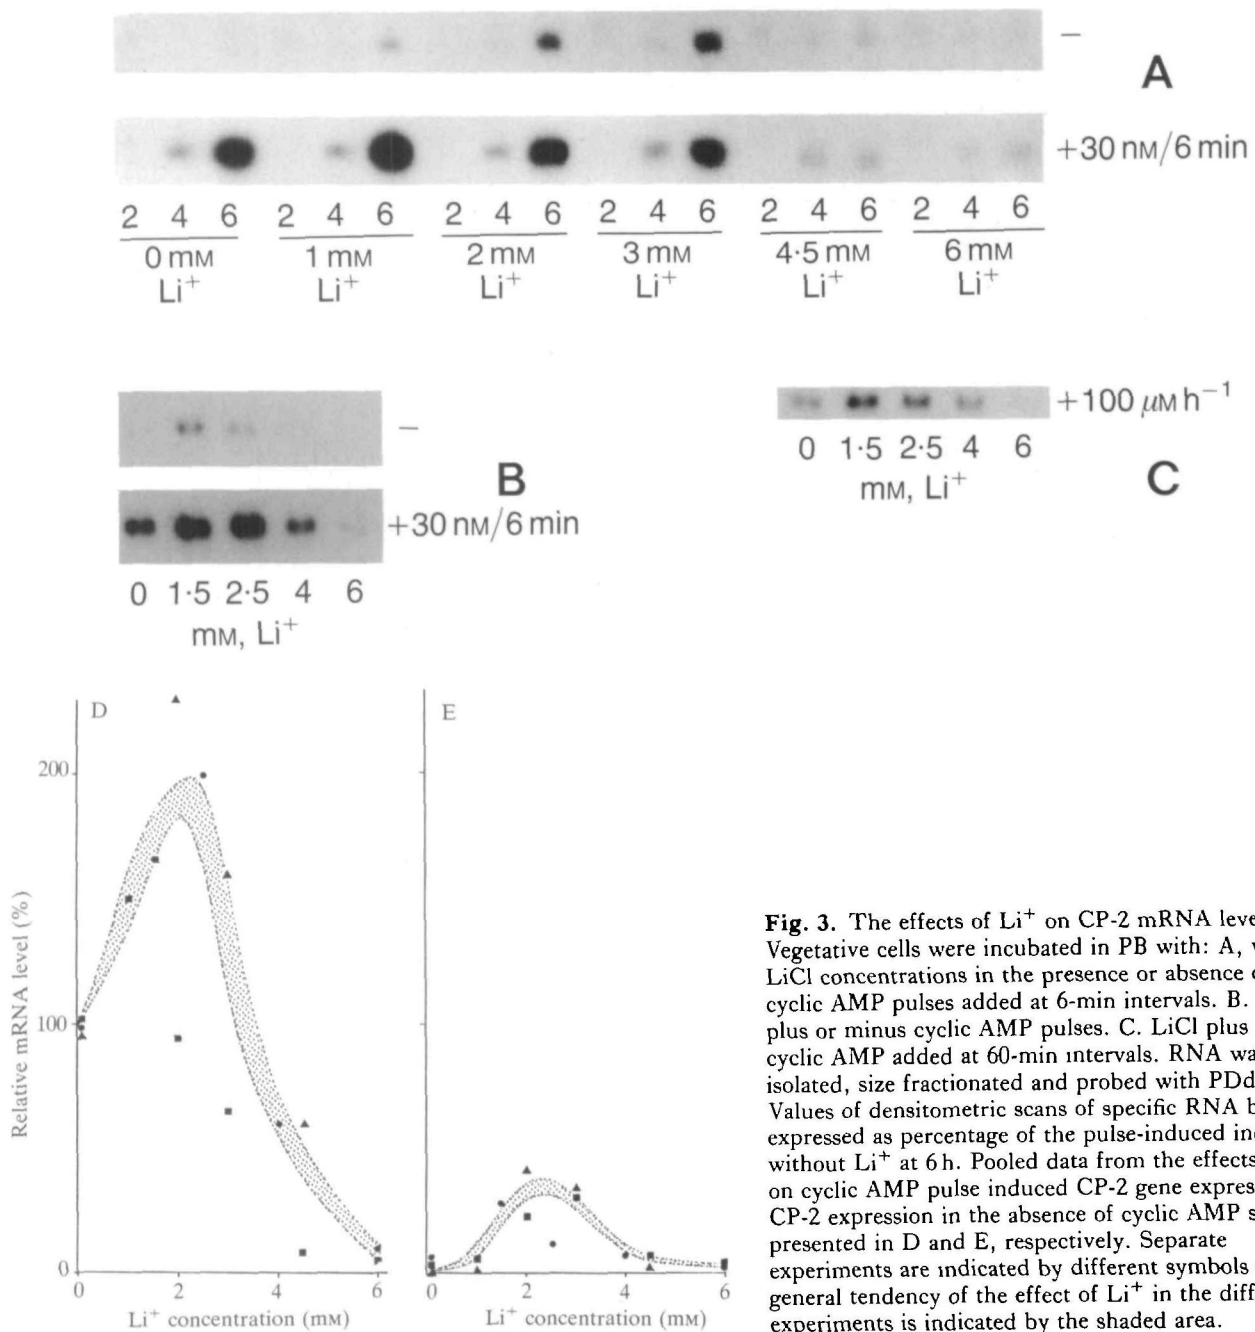 −
A
+30 nM/6 min
2 4 6 2 4 6 2 4 6 2 4 6 2 4 6 2 4 6
0 mM 1 mM 2 mM 3 mM 4·5 mM 6 mM
Li+ Li+ Li+ Li+ Li+ Li+
−
B
+30 nM/6 min
0 1·5 2·5 4 6
mM, Li+
+100 μM h−1
0 1·5 2·5 4 6
mM, Li+
C
D
E
200
100
0
Relative mRNA level (%)
0 2 4 6
Li+ concentration (mM)
0 2 4 6
Li+ concentration (mM)
Fig. 3. The effects of Li+ on CP-2 mRNA
Vegetative cells were incubated in PB with: A,
LiCl concentrations in the presence or absence
cyclic AMP pulses added at 6-min intervals. B.
plus or minus cyclic AMP pulses. C. LiCl plus
cyclic AMP added at 60-min intervals. RNA
isolated, size fractionated and probed with
Values of densitometric scans of specific RNA
expressed as percentage of the pulse-induced
without Li+ at 6 h. Pooled data from the effects
on cyclic AMP pulse induced CP-2 gene
CP-2 expression in the absence of cyclic AMP
presented in D and E, respectively. Separate
experiments are indicated by different symbols
general tendency of the effect of Li+ in the
experiments is indicated by the shaded area.